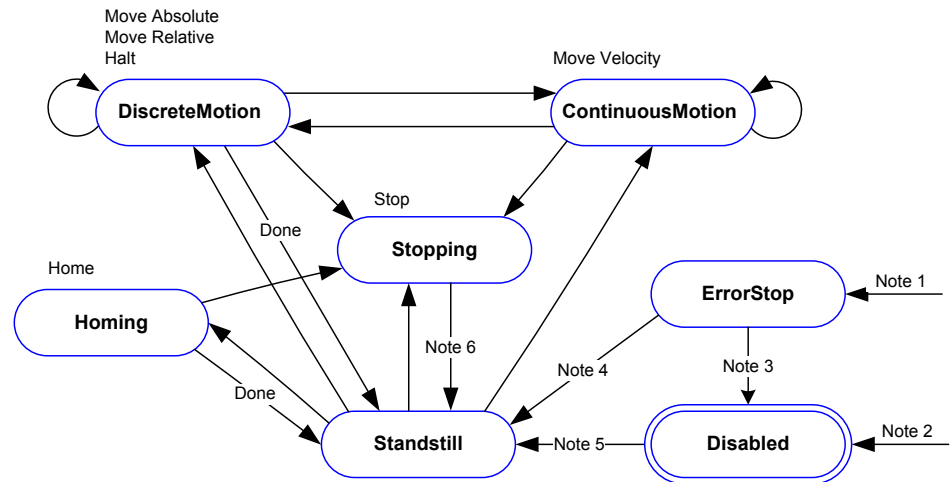 Move Absolute
Move Relative
Halt
Move Velocity
DiscreteMotion
ContinuousMotion
Stop
Done
Stopping
Home
ErrorStop
Note 1
Homing
Note 6
Note 3
Note 4
Done
Standstill
Note 5
Disabled
Note 2